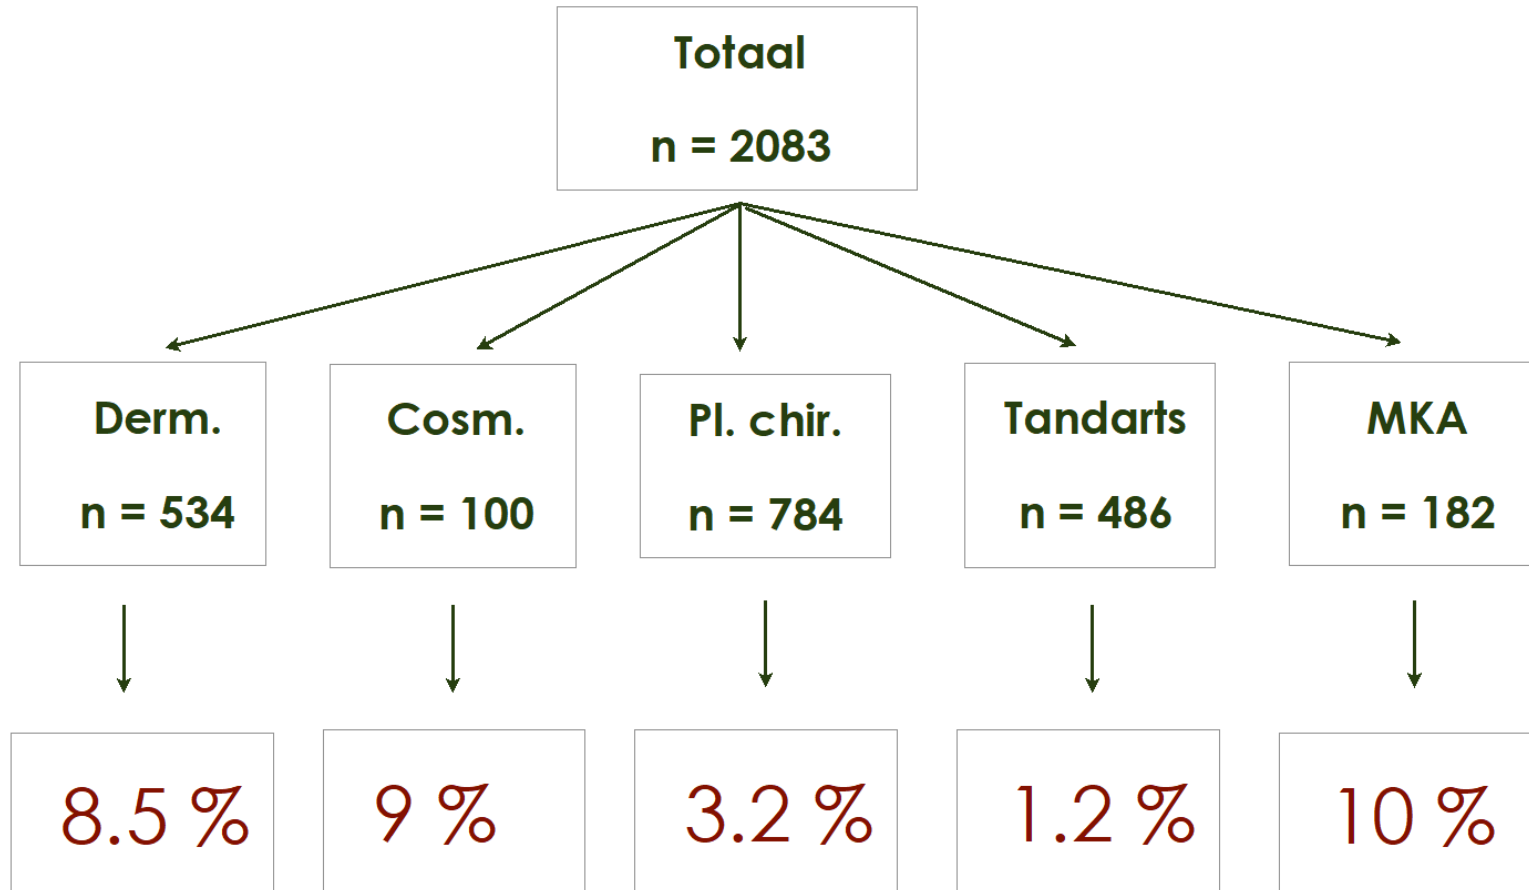 Totaal
n = 2083
Derm.
n = 534
Cosm.
n = 100
Pl. chir.
n = 784
Tandarts
n = 486
MKA
n = 182
8.5 %
9 %
3.2 %
1.2 %
10 %